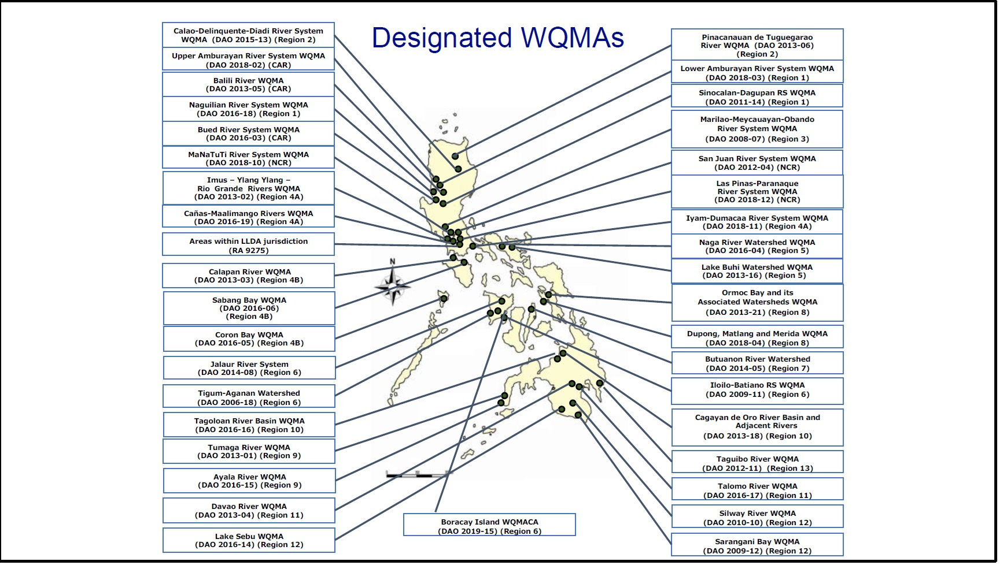 Designated WQMAs
Calao-Delinquente-Diadi River System
WQMA (DAO 2015-13) (Region 2)
Upper Amburayan River System WQMA
(DAO 2018-02) (CAR)
Balili River WQMA
(DAO 2013-05) (CAR)
Naguilian River System WQMA
(DAO 2016-18) (Region 1)
Bued River System WQMA
(DAO 2016-03) (CAR)
MaNaTuTi River System WQMA
(DAO 2018-10) (NCR)
Imus – Ylang Ylang –
Rio Grande Rivers WQMA
(DAO 2013-02) (Region 4A)
Cañas-Maalimango Rivers WQMA
(DAO 2016-19) (Region 4A)
Areas within LLDA jurisdiction
(RA 9275)
Calapan River WQMA
(DAO 2013-03) (Region 4B)
Sabang Bay WQMA
(DAO 2016-06)
(Region 4B)
Coron Bay WQMA
(DAO 2016-05) (Region 4B)
Jalaur River System
(DAO 2014-08) (Region 6)
Tigum-Aganan Watershed
(DAO 2006-18) (Region 6)
Tagoloan River Basin WQMA
(DAO 2016-16) (Region 10)
Tumaga River WQMA
(DAO 2013-01) (Region 9)
Ayala River WQMA
(DAO 2016-15) (Region 9)
Davao River WQMA
(DAO 2013-04) (Region 11)
Lake Sebu WQMA
(DAO 2016-14) (Region 12)
N
Boracay Island WQMACA
(DAO 2019-15) (Region 6)
Pinacanauan de Tuguegarao
River WQMA (DAO 2013-06)
(Region 2)
Lower Amburayan River System WQMA
(DAO 2018-03) (Region 1)
Sinocalan-Dagupan RS WQMA
(DAO 2011-14) (Region 1)
Marilao-Meycauayan-Obando
River System WQMA
(DAO 2008-07) (Region 3)
San Juan River System WQMA
(DAO 2012-04) (NCR)
Las Pinas-Paranaque
River System WQMA
(DAO 2018-12) (NCR)
Iyam-Dumacaa River System WQMA
(DAO 2018-11) (Region 4A)
Naga River Watershed WQMA
(DAO 2016-04) (Region 5)
Lake Buhi Watershed WQMA
(DAO 2013-16) (Region 5)
Ormoc Bay and its
Associated Watersheds WQMA
(DAO 2013-21) (Region 8)
Dupong, Matlang and Merida WQMA
(DAO 2018-04) (Region 8)
Butuanon River Watershed
(DAO 2014-05) (Region 7)
Iloilo-Batiano RS WQMA
(DAO 2009-11) (Region 6)
Cagayan de Oro River Basin and
Adjacent Rivers
(DAO 2013-18) (Region 10)
Taguibo River WQMA
(DAO 2012-11) (Region 13)
Talomo River WQMA
(DAO 2016-17) (Region 11)
Silway River WQMA
(DAO 2010-10) (Region 12)
Sarangani Bay WQMA
(DAO 2009-12) (Region 12)